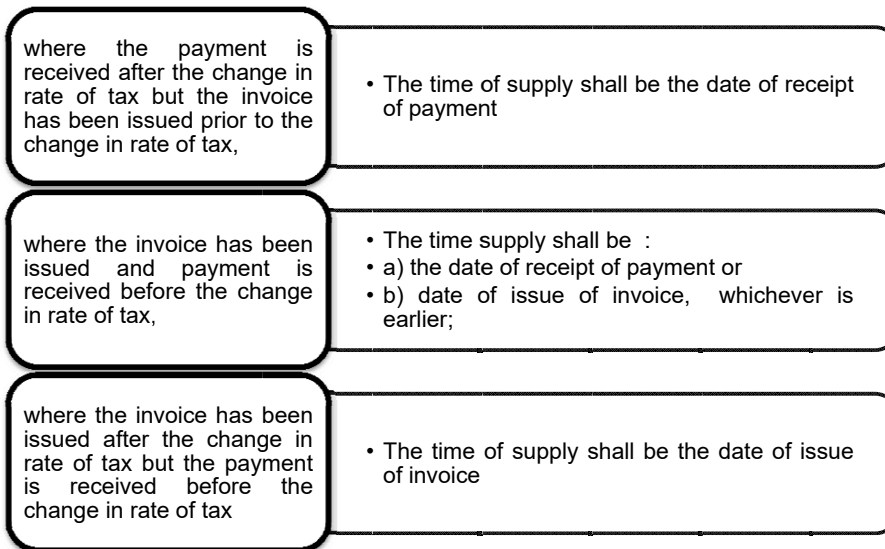 where the payment is
received after the change in
rate of tax but the invoice
has been issued prior to the
change in rate of tax,
• The time of supply shall be the date of receipt
of payment
where the invoice has been
issued and payment is
received before the change
in rate of tax,
• The time supply shall be :
• a) the date of receipt of payment or
• b) date of issue of invoice, whichever is
earlier;
where the invoice has been
issued after the change in
rate of tax but the payment
is received before the
change in rate of tax
• The time of supply shall be the date of issue
of invoice